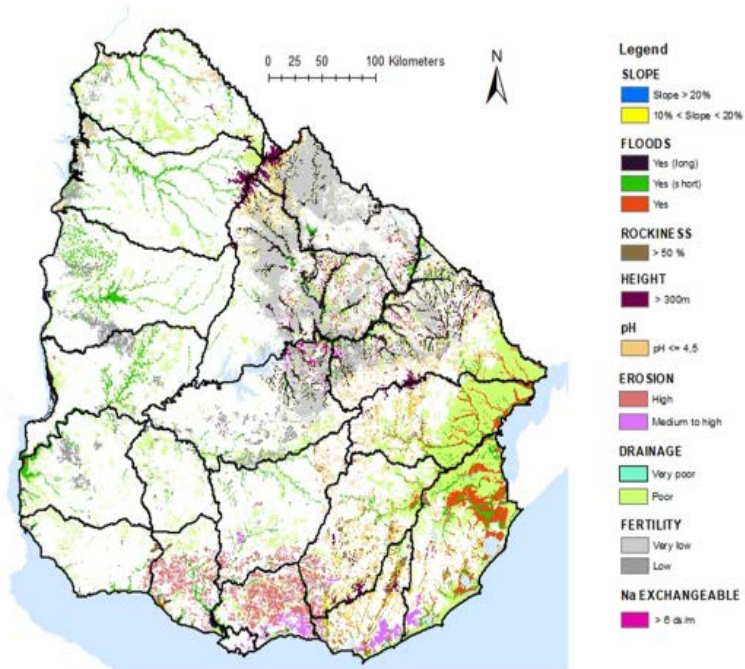 N
0 25 50 100 Kilometers
Legend
SLOPE
Slope > 20%
10% < Slope < 20%
FLOODS
Yes (long)
Yes (short)
Yes
ROCKINESS
> 50 %
HEIGHT
> 300m
pH
pH <= 4,5
EROSION
High
Medium to high
DRAINAGE
Very poor
Poor
FERTILITY
Very low
Low
Na EXCHANGEABLE
> 6 ds/m